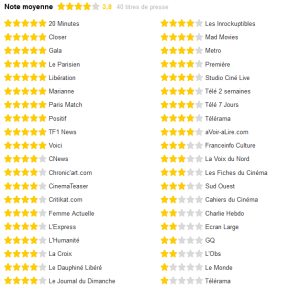 Note moyenne 3,8 40 titres de presse
20 Minutes
Closer
Gala
Le Parisien
Libération
Marianne
Paris Match
Positif
TF1 News
Voici
CNews
Chronic'art.com
CinemaTeaser
Critikat.com
Femme Actuelle
L'Express
L'Humanité
La Croix
Le Dauphiné Libéré
Le Journal du Dimanche
Les Inrockuptibles
Mad Movies
Metro
Première
Studio Ciné Live
Télé 2 semaines
Télé 7 Jours
Télérama
aVoir-aLire.com
Franceinfo Culture
La Voix du Nord
Les Fiches du Cinéma
Sud Ouest
Cahiers du Cinéma
Charlie Hebdo
Ecran Large
GQ
L'Obs
Le Monde
Télérama